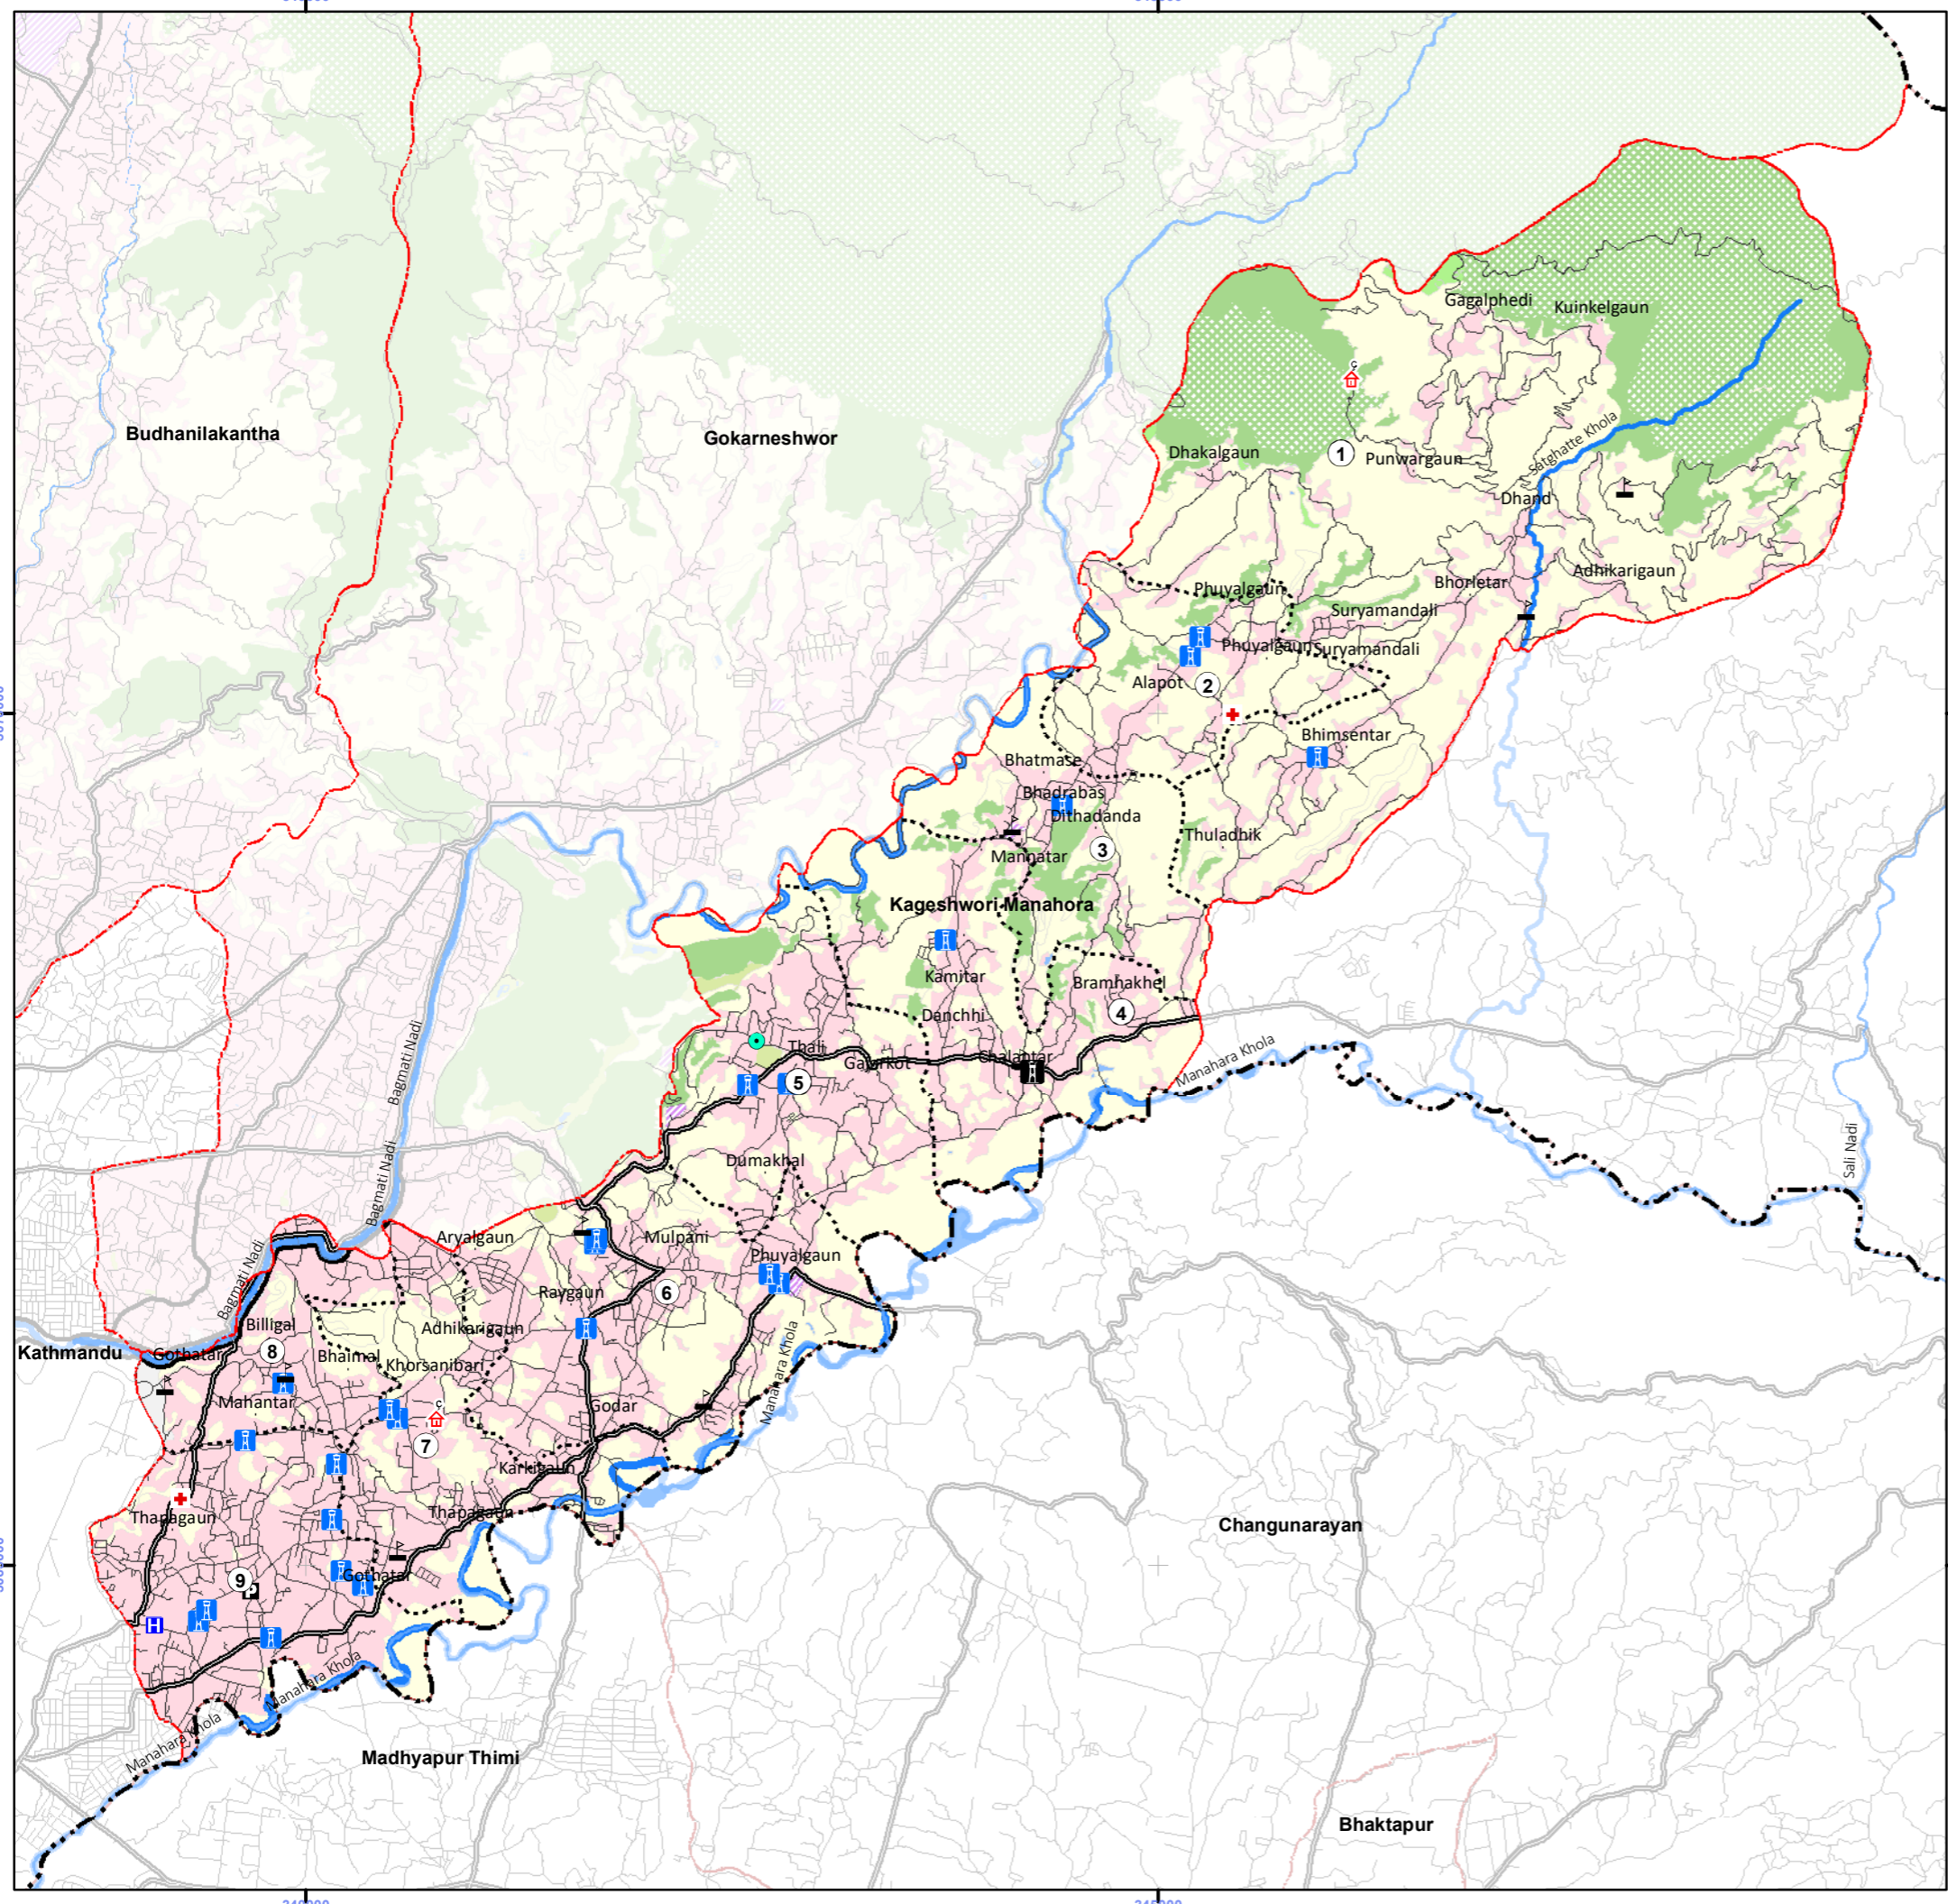 Gagalphedi
Kuinkelgaun
Budhanilakantha
Gokarneshwor
Dhakalgaun
1
Punwargaun
Satghatte Khola
Dhand
Adhikarigaun
Bhorletar
Phuyalgaun
Suryamandali
Phuyalgaun
Suryamandali
Alapot
2
Bhimsentar
Bhatmase
Bhadrabas
Dithadanda
Thuladhik
Mannatar
3
Kageshwori-Manahora
Kamitar
Bramhakhel
Danchhi
4
Thali
Gajurkot
Chalantar
Manahara Khola
5
Bagmati Nadi
Sali Nadi
Dumakhal
Bagmati Nadi
Aryalgaun
Mulpani
Phuyalgaun
Bagmati Nadi
Raygaun
6
Billigal
Adhikarigaun
Kathmandu
Gothatar
8
Bhaimal
Khorsanibari
Manahara Khola
Mahantar
Godar
7
Karkigaun
Thapagaun
Thapagaun
Changunarayan
9
P
Gothatar
H
Manahara Khola
Manahara Khola
Madhyapur Thimi
Bhaktapur